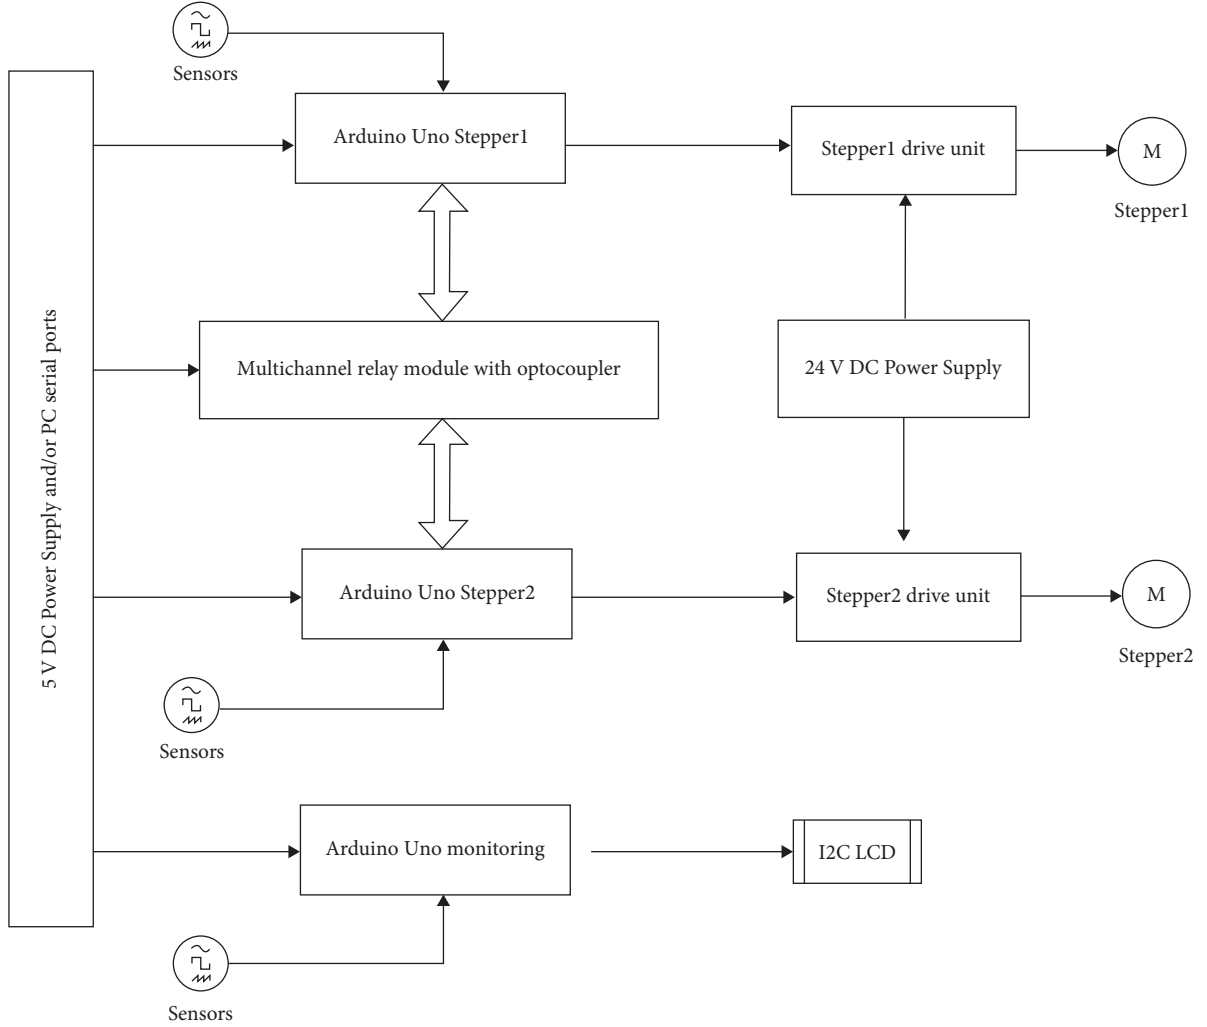 Sensors
Arduino Uno Stepper1
Stepper1 drive unit
M
Stepper1
5 V DC Power Supply and/or PC serial ports
Multichannel relay module with optocoupler
24 V DC Power Supply
Arduino Uno Stepper2
Stepper2 drive unit
M
Stepper2
Sensors
Arduino Uno monitoring
I2C LCD
Sensors